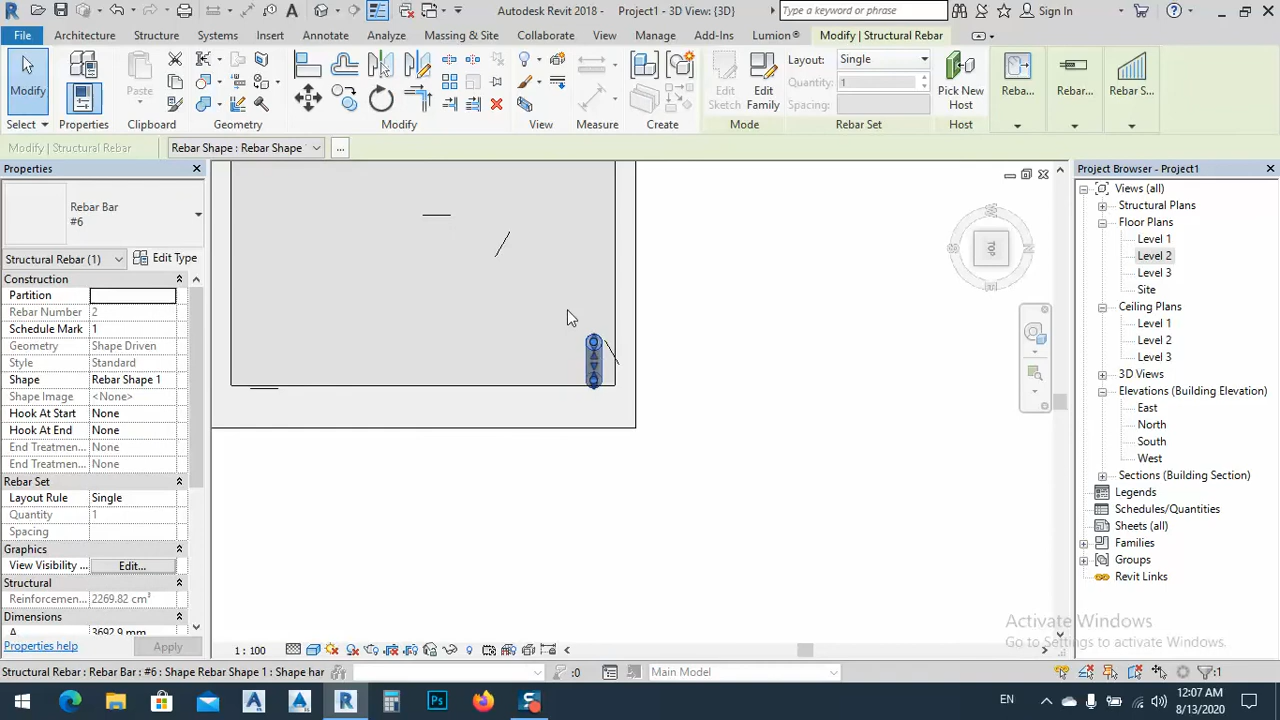 Autodesk Revit 2018 - Project1 - 3D View: {3D}
Type a keyword or phrase
Sign In
File
Architecture
Structure
Systems
Insert
Annotate
Analyze
Massing & Site
Collaborate
View
Manage
Add-Ins
Lumion®
Modify | Structural Rebar
Modify
Paste
Edit Sketch
Edit Family
Layout: Single
Quantity: 1
Spacing:
Pick New Host
Reba...
Rebar...
Rebar S...
Select
Properties
Clipboard
Geometry
Modify
View
Measure
Create
Mode
Rebar Set
Host
Modify | Structural Rebar
Rebar Shape : Rebar Shape
...
Properties
Rebar Bar
#6
Structural Rebar (1)
Edit Type
Construction
Partition
Rebar Number 2
Schedule Mark 1
Geometry Shape Driven
Style Standard
Shape Rebar Shape 1
Shape Image <None>
Hook At Start None
Hook At End None
End Treatmen... None
End Treatmen... None
Rebar Set
Layout Rule Single
Quantity 1
Spacing
Graphics
View Visibility ... Edit...
Structural
Reinforcemen... 2269.82 cm³
Dimensions
A 3692.9 mm
Properties help
Apply
TOP
Project Browser - Project1
Views (all)
Structural Plans
Floor Plans
Level 1
Level 2
Level 3
Site
Ceiling Plans
Level 1
Level 2
Level 3
3D Views
Elevations (Building Elevation)
East
North
South
West
Sections (Building Section)
Legends
Schedules/Quantities
Sheets (all)
Families
Groups
Revit Links
Activate Windows
Go to Settings to activate Windows.
1 : 100
Structural Rebar : Rebar Bar : #6 : Shape Rebar Shape 1 : Shape har
:0
Main Model
:1
EN
12:07 AM
8/13/2020